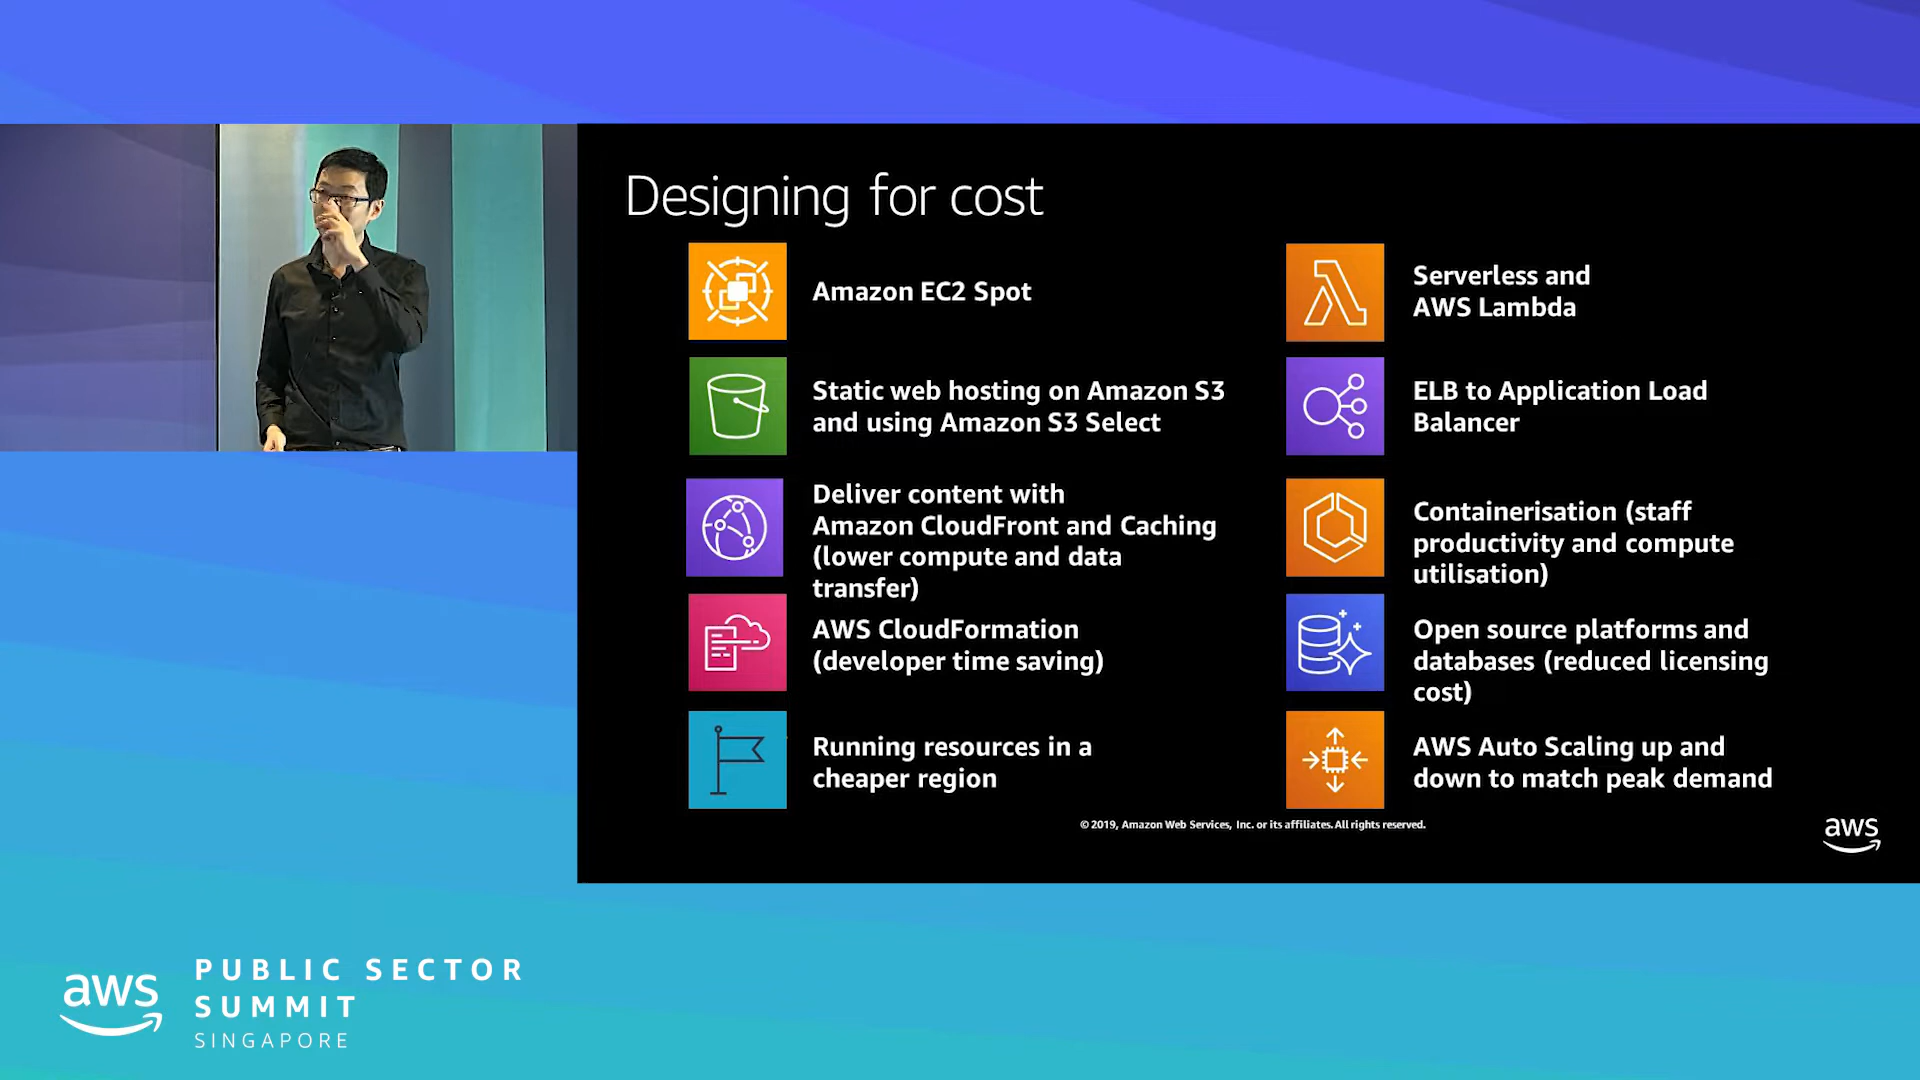 Designing for cost
Amazon EC2 Spot
Static web hosting on Amazon S3
and using Amazon S3 Select
Deliver content with
Amazon CloudFront and Caching
(lower compute and data
transfer)
AWS CloudFormation
(developer time saving)
Running resources in a
cheaper region
Serverless and
AWS Lambda
ELB to Application Load
Balancer
Containerisation (staff
productivity and compute
utilisation)
Open source platforms and
databases (reduced licensing
cost)
AWS Auto Scaling up and
down to match peak demand
© 2019, Amazon Web Services, Inc. or its affiliates. All rights reserved.
aws
aws
PUBLIC SECTOR
SUMMIT
SINGAPORE